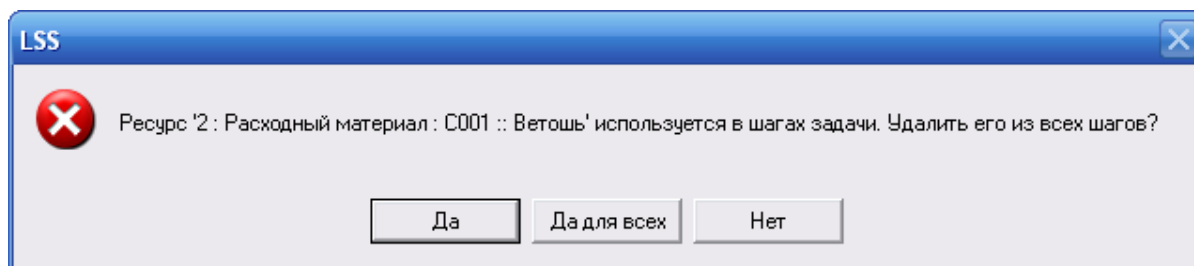 LSS
Ресурс '2 : Расходный материал : C001 :: Ветошь' используется в шагах задачи. Удалить его из всех шагов?
Да
Да для всех
Нет